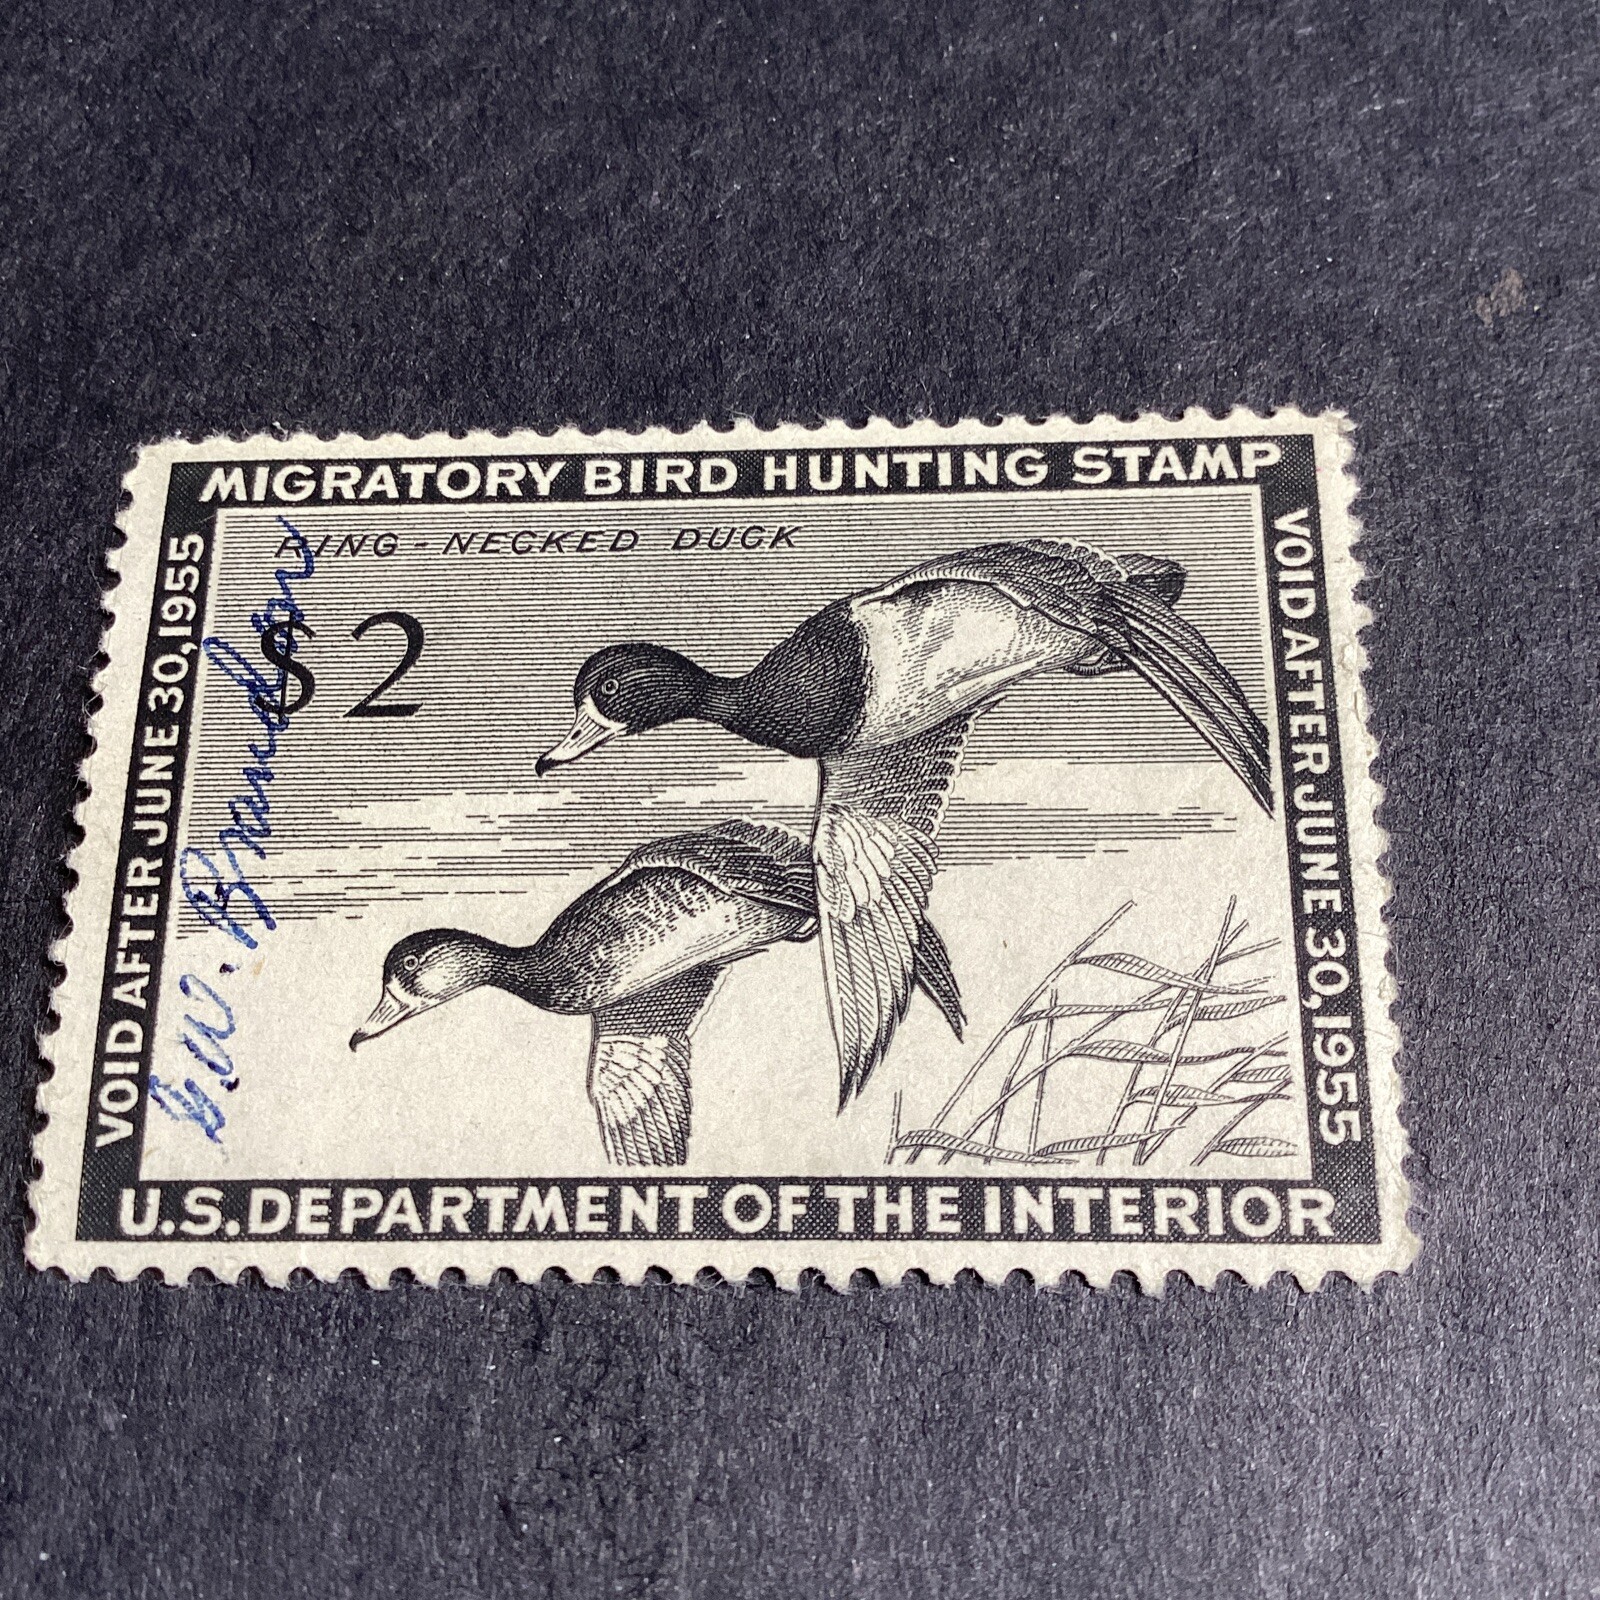 MIGRATORY BIRD HUNTING STAMP
RING-NECKED DUCK
$2
VOID AFTER JUNE 30, 1955
VOID AFTER JUNE 30, 1955
W. Brandon
U.S. DEPARTMENT OF THE INTERIOR